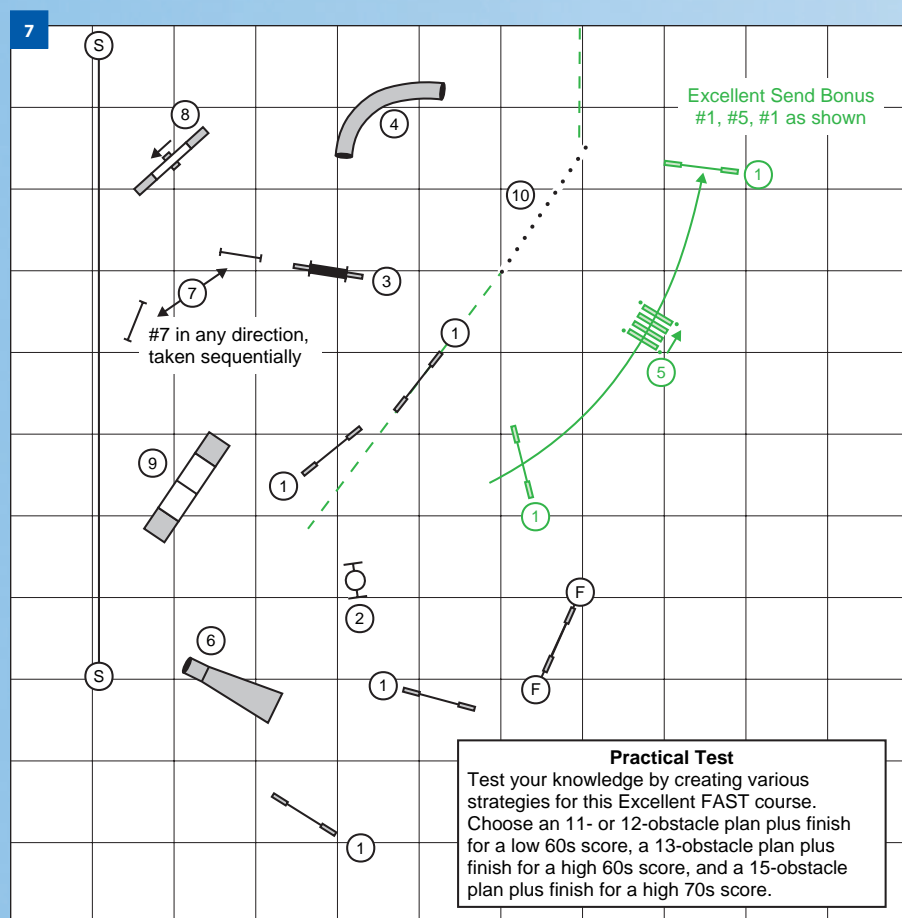 7
S
8
4
Excellent Send Bonus
#1, #5, #1 as shown
1
10
3
7
#7 in any direction,
taken sequentially
1
5
9
1
1
2
F
6
S
1
F
Practical Test
Test your knowledge by creating various
strategies for this Excellent FAST course.
Choose an 11- or 12-obstacle plan plus finish
for a low 60s score, a 13-obstacle plan plus
finish for a high 60s score, and a 15-obstacle
plan plus finish for a high 70s score.
1